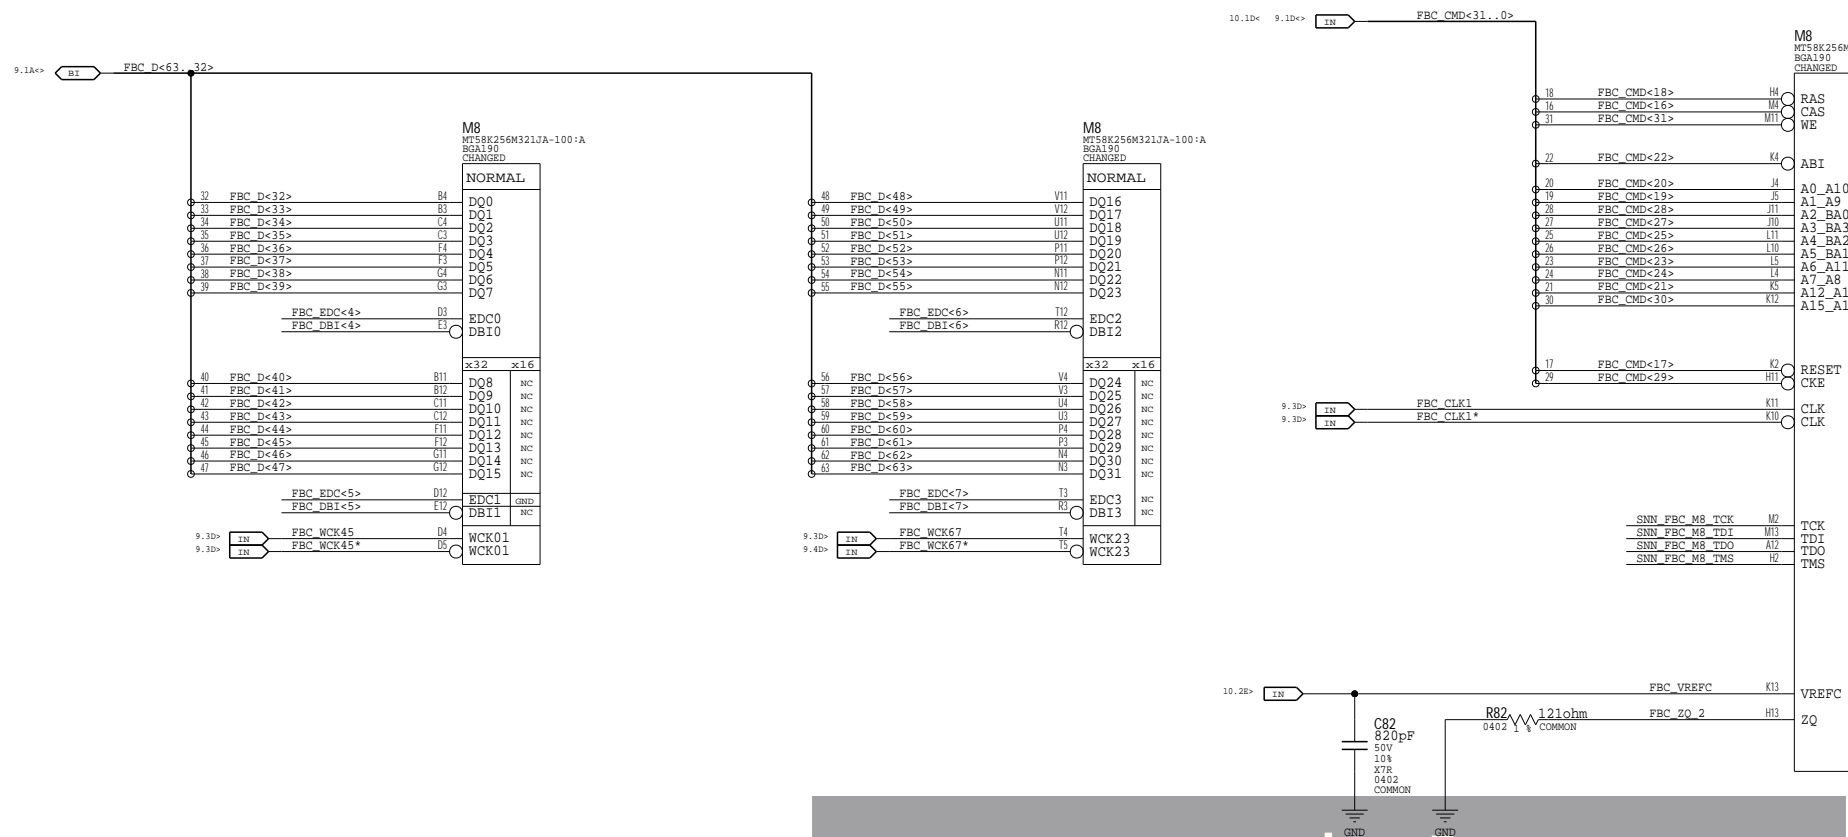 10.1D< 9.1D<> IN FBC_CMD<31..0>
9.1A<> BI FBC_D<63..32>
M8
MT58K256M321JA-100:A
BGA190
CHANGED
NORMAL
32 FBC_D<32> B4 DQ0
33 FBC_D<33> B3 DQ1
34 FBC_D<34> C4 DQ2
35 FBC_D<35> C3 DQ3
36 FBC_D<36> F4 DQ4
37 FBC_D<37> F3 DQ5
38 FBC_D<38> G4 DQ6
39 FBC_D<39> G3 DQ7
FBC_EDC<4> D3 EDC0
FBC_DBI<4> E3 DBI0
x32 x16
40 FBC_D<40> B11 DQ8 NC
41 FBC_D<41> B12 DQ9 NC
42 FBC_D<42> C11 DQ10 NC
43 FBC_D<43> C12 DQ11 NC
44 FBC_D<44> F11 DQ12 NC
45 FBC_D<45> F12 DQ13 NC
46 FBC_D<46> G11 DQ14 NC
47 FBC_D<47> G12 DQ15 NC
FBC_EDC<5> D12 EDC1 GND
FBC_DBI<5> E12 DBI1 NC
9.3D> IN FBC_WCK45 D4 WCK01
9.3D> IN FBC_WCK45* D5 WCK01
M8
MT58K256M321JA-100:A
BGA190
CHANGED
NORMAL
48 FBC_D<48> V11 DQ16
49 FBC_D<49> V12 DQ17
50 FBC_D<50> U11 DQ18
51 FBC_D<51> U12 DQ19
52 FBC_D<52> P11 DQ20
53 FBC_D<53> P12 DQ21
54 FBC_D<54> N11 DQ22
55 FBC_D<55> N12 DQ23
FBC_EDC<6> T12 EDC2
FBC_DBI<6> R12 DBI2
x32 x16
56 FBC_D<56> V4 DQ24 NC
57 FBC_D<57> V3 DQ25 NC
58 FBC_D<58> U4 DQ26 NC
59 FBC_D<59> U3 DQ27 NC
60 FBC_D<60> P4 DQ28 NC
61 FBC_D<61> P3 DQ29 NC
62 FBC_D<62> N4 DQ30 NC
63 FBC_D<63> N3 DQ31 NC
FBC_EDC<7> T3 EDC3 NC
FBC_DBI<7> R3 DBI3 NC
9.3D> IN FBC_WCK67 T4 WCK23
9.4D> IN FBC_WCK67* T5 WCK23
M8
MT58K256M
BGA190
CHANGED
18 FBC_CMD<18> H4 RAS
16 FBC_CMD<16> M4 CAS
31 FBC_CMD<31> M11 WE
22 FBC_CMD<22> K4 ABI
20 FBC_CMD<20> J4 A0_A10
19 FBC_CMD<19> J5 A1_A9
28 FBC_CMD<28> J11 A2_BA0
27 FBC_CMD<27> J10 A3_BA3
25 FBC_CMD<25> L11 A4_BA2
26 FBC_CMD<26> L10 A5_BA1
23 FBC_CMD<23> L5 A6_A11
24 FBC_CMD<24> L4 A7_A8
21 FBC_CMD<21> K5 A12_A1
30 FBC_CMD<30> K12 A15_A1
17 FBC_CMD<17> K2 RESET
29 FBC_CMD<29> H11 CKE
9.3D> IN FBC_CLK1 K11 CLK
9.3D> IN FBC_CLK1* K10 CLK
SNN_FBC_M8_TCK M2 TCK
SNN_FBC_M8_TDI M13 TDI
SNN_FBC_M8_TDO A12 TDO
SNN_FBC_M8_TMS H2 TMS
10.2E> IN FBC_VREFC K13 VREFC
R82 121ohm FBC_ZQ_2 H13 ZQ
0402 1 % COMMON
C82
820pF
50V
10%
X7R
0402
COMMON
GND GND